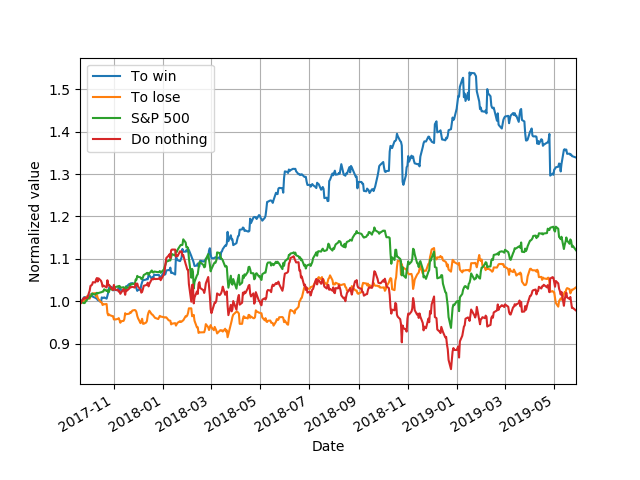 To win
To lose
S&P 500
Do nothing
Normalized value
1.5
1.4
1.3
1.2
1.1
1.0
0.9
2017-11
2018-01
2018-03
2018-05
2018-07
2018-09
2018-11
2019-01
2019-03
2019-05
Date